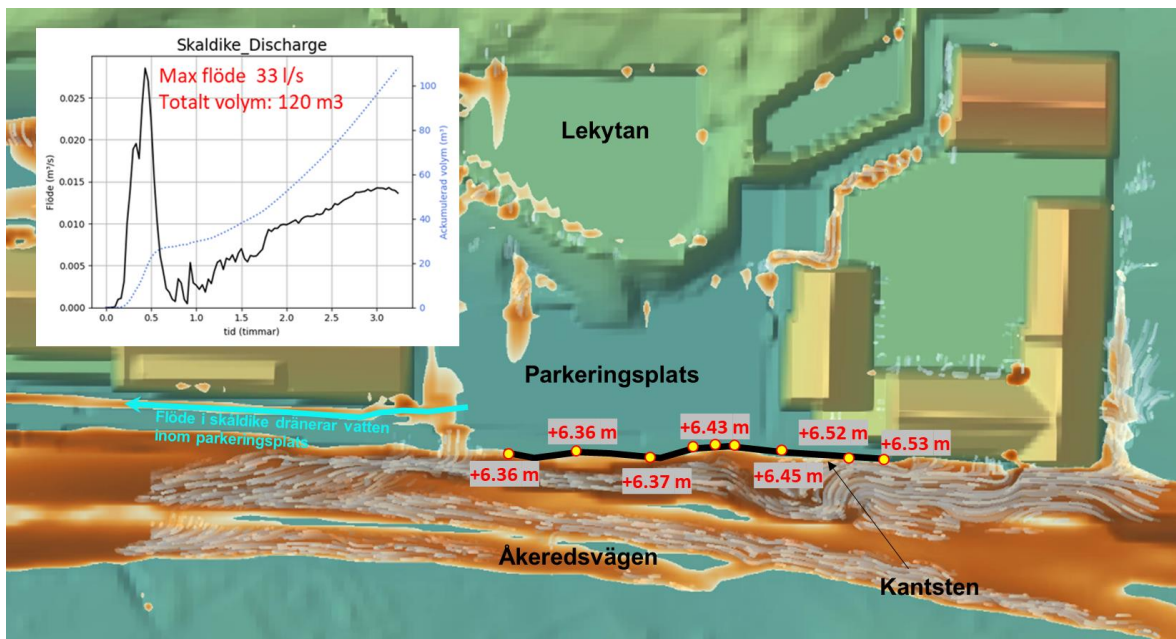 Skaldike_Discharge
Max flöde 33 l/s
Totalt volym: 120 m3
0.025
0.020
0.015
0.010
0.005
0.000
Flöde (m³/s)
100
80
60
40
20
0
Ackumulerad volym (m³)
0.0
0.5
1.0
1.5
2.0
2.5
3.0
tid (timmar)
Lekytan
Parkeringsplats
Flöde i skåldike dränerar vatten
inom parkeringsplats
+6.36 m
+6.36 m
+6.37 m
+6.43 m
+6.45 m
+6.52 m
+6.53 m
Åkeredsvägen
Kantsten